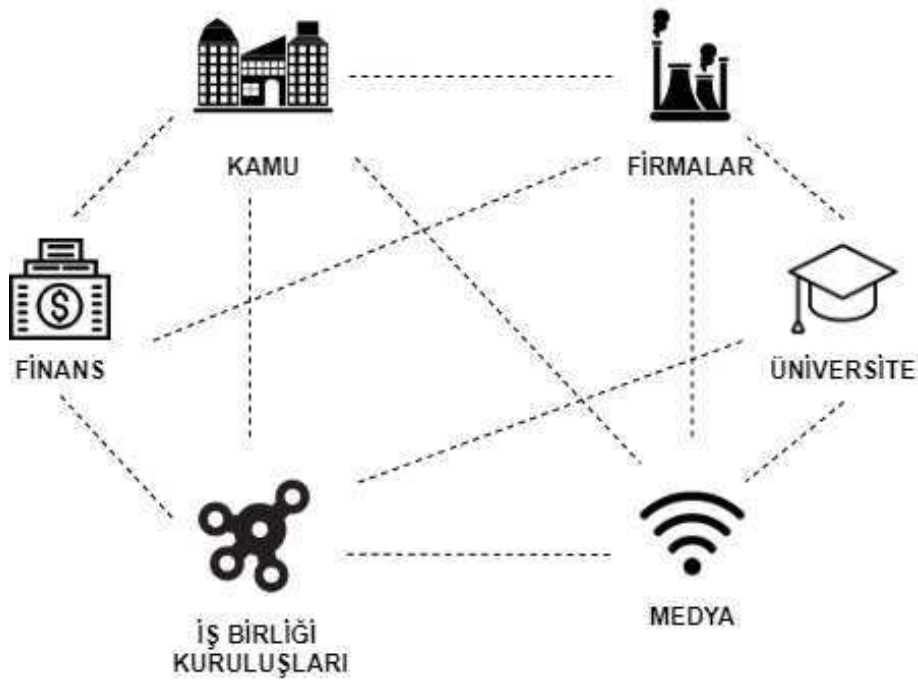 KAMU
FİRMALAR
$
FİNANS
ÜNİVERSİTE
İŞ BİRLİĞİ
KURULUŞLARI
MEDYA